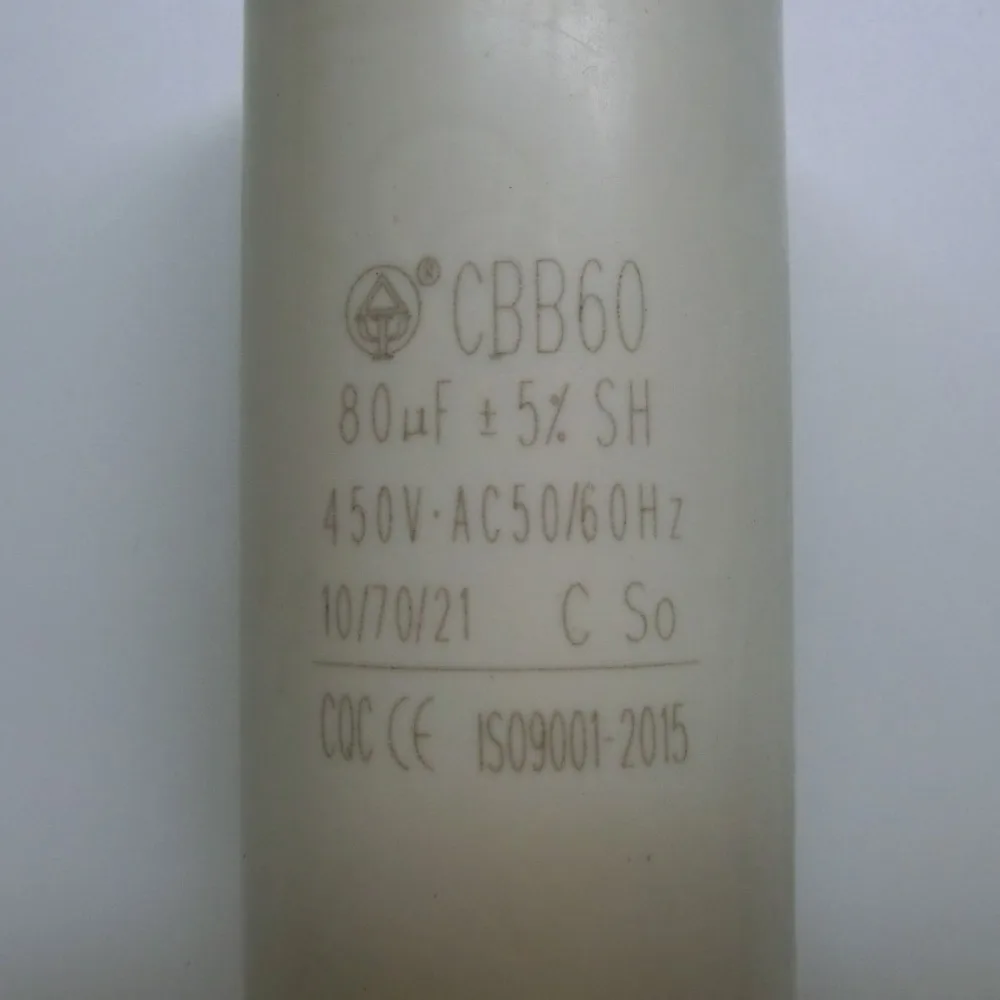 ® CBB60
80μF ± 5% SH
450V·AC50/60Hz
10/70/21 C So
CQC CE ISO9001-2015